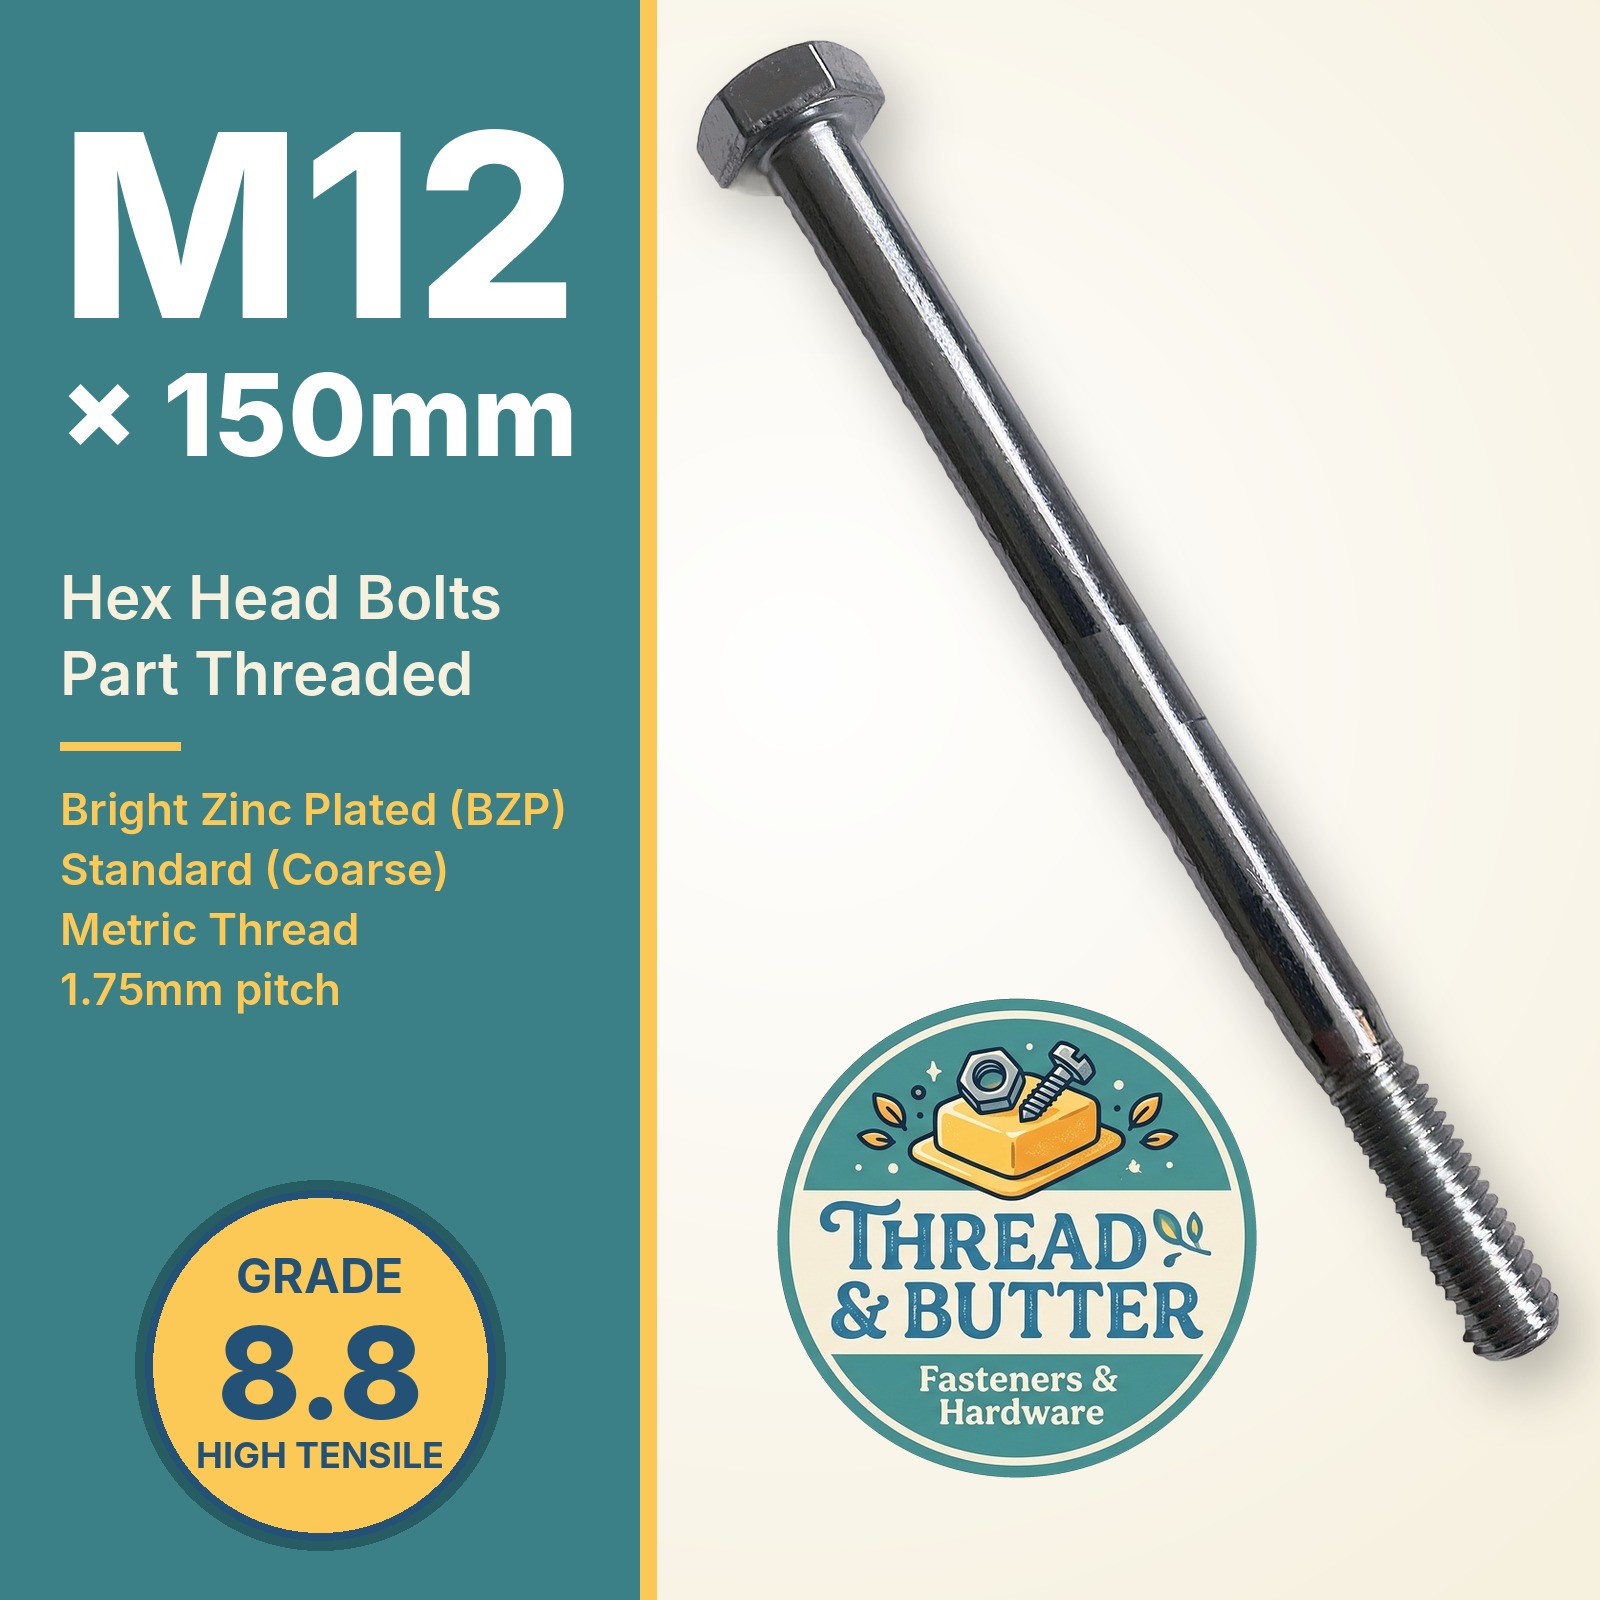 M12
× 150mm
Hex Head Bolts
Part Threaded
Bright Zinc Plated (BZP)
Standard (Coarse)
Metric Thread
1.75mm pitch
GRADE
8.8
HIGH TENSILE
THREAD
& BUTTER
Fasteners &
Hardware